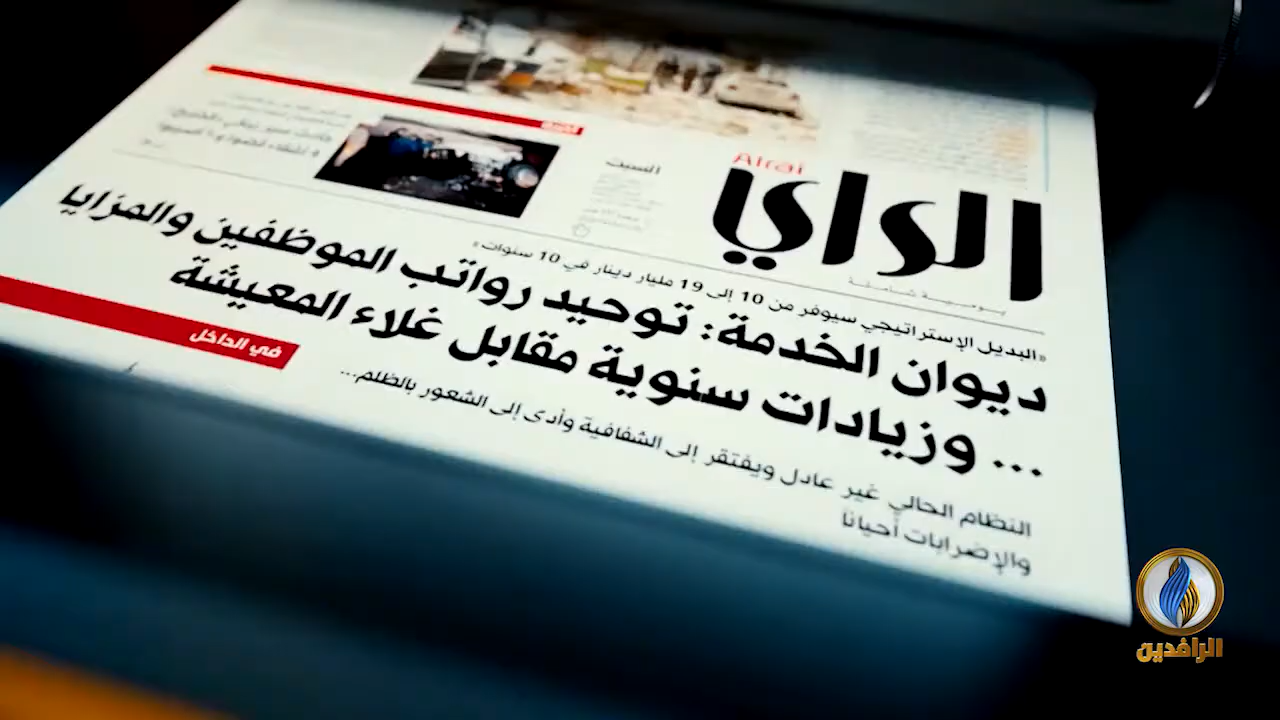 Alrai
الراي
يومية شاملة
السبت
«البديل الإستراتيجي سيوفر من 10 إلى 19 مليار دينار في 10 سنوات»
ديوان الخدمة: توحيد رواتب الموظفين والمزايا
... وزيادات سنوية مقابل غلاء المعيشة
النظام الحالي غير عادل ويفتقر إلى الشفافية وأدى إلى الشعور بالظلم...
والإضرابات أحياناً
في الداخل
الرافدين